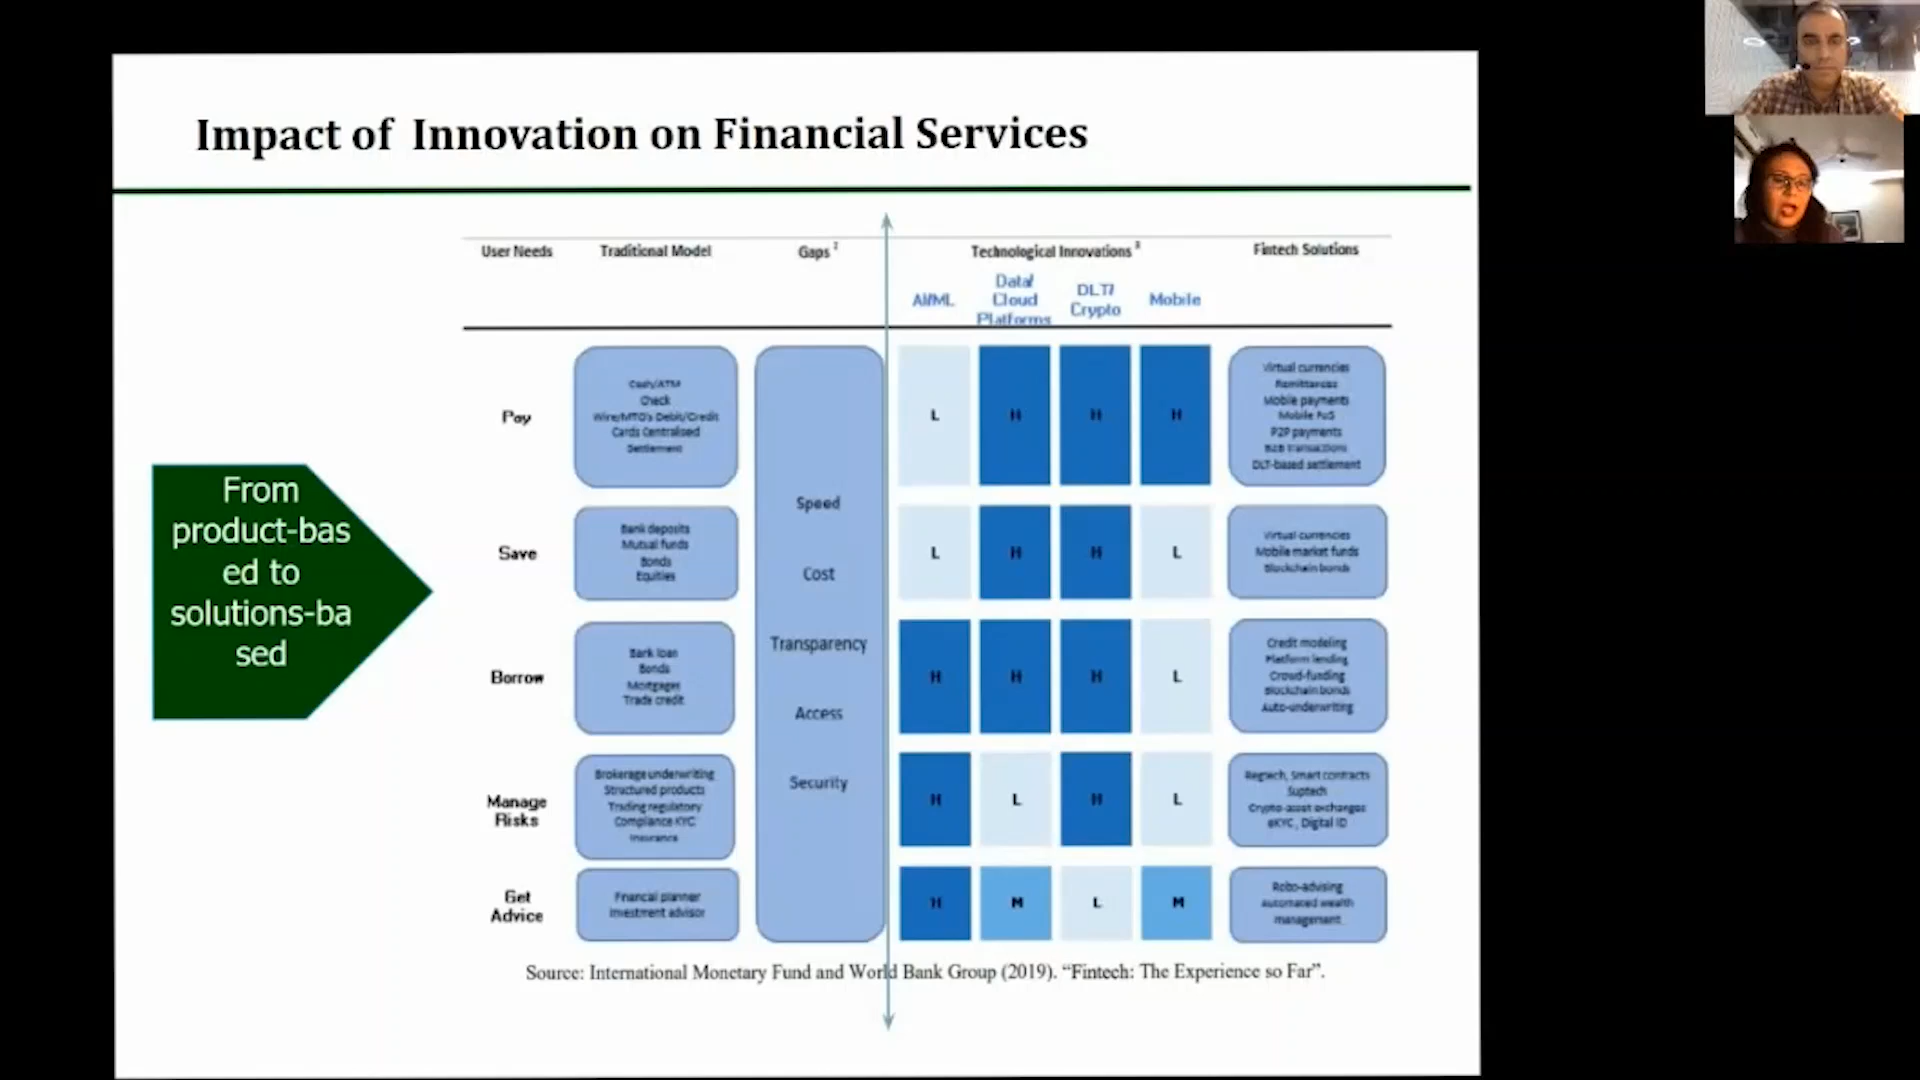 Impact of Innovation on Financial Services
From
product-bas
ed to
solutions-ba
sed
User Needs
Traditional Model
Gaps 2
Technological Innovations 3
Fintech Solutions
AI/ML
Data/
Cloud
Platforms
DLT/
Crypto
Mobile
Pay
Cash/ATM
Check
Wire/MTO's Debit/Credit
Cards Centralised
Settlement
L
H
H
H
Virtual currencies
Remittances
Mobile payments
Mobile PoS
P2P payments
B2B transactions
DLT-based settlement
Speed
Cost
Transparency
Access
Security
Save
Bank deposits
Mutual funds
Bonds
Equities
L
H
H
L
Virtual currencies
Mobile market funds
Blockchain bonds
Borrow
Bank loan
Bonds
Mortgages
Trade credit
H
H
H
L
Credit modeling
Platform lending
Crowd-funding
Blockchain bonds
Auto-underwriting
Manage
Risks
Brokerage underwriting
Structured products
Trading regulatory
Compliance KYC
Insurance
H
L
H
L
Regtech, Smart contracts
Suptech
Crypto-asset exchanges
eKYC, Digital ID
Get
Advice
Financial planner
Investment advisor
H
M
L
M
Robo-advising
Automated wealth
management
Source: International Monetary Fund and World Bank Group (2019). “Fintech: The Experience so Far”.